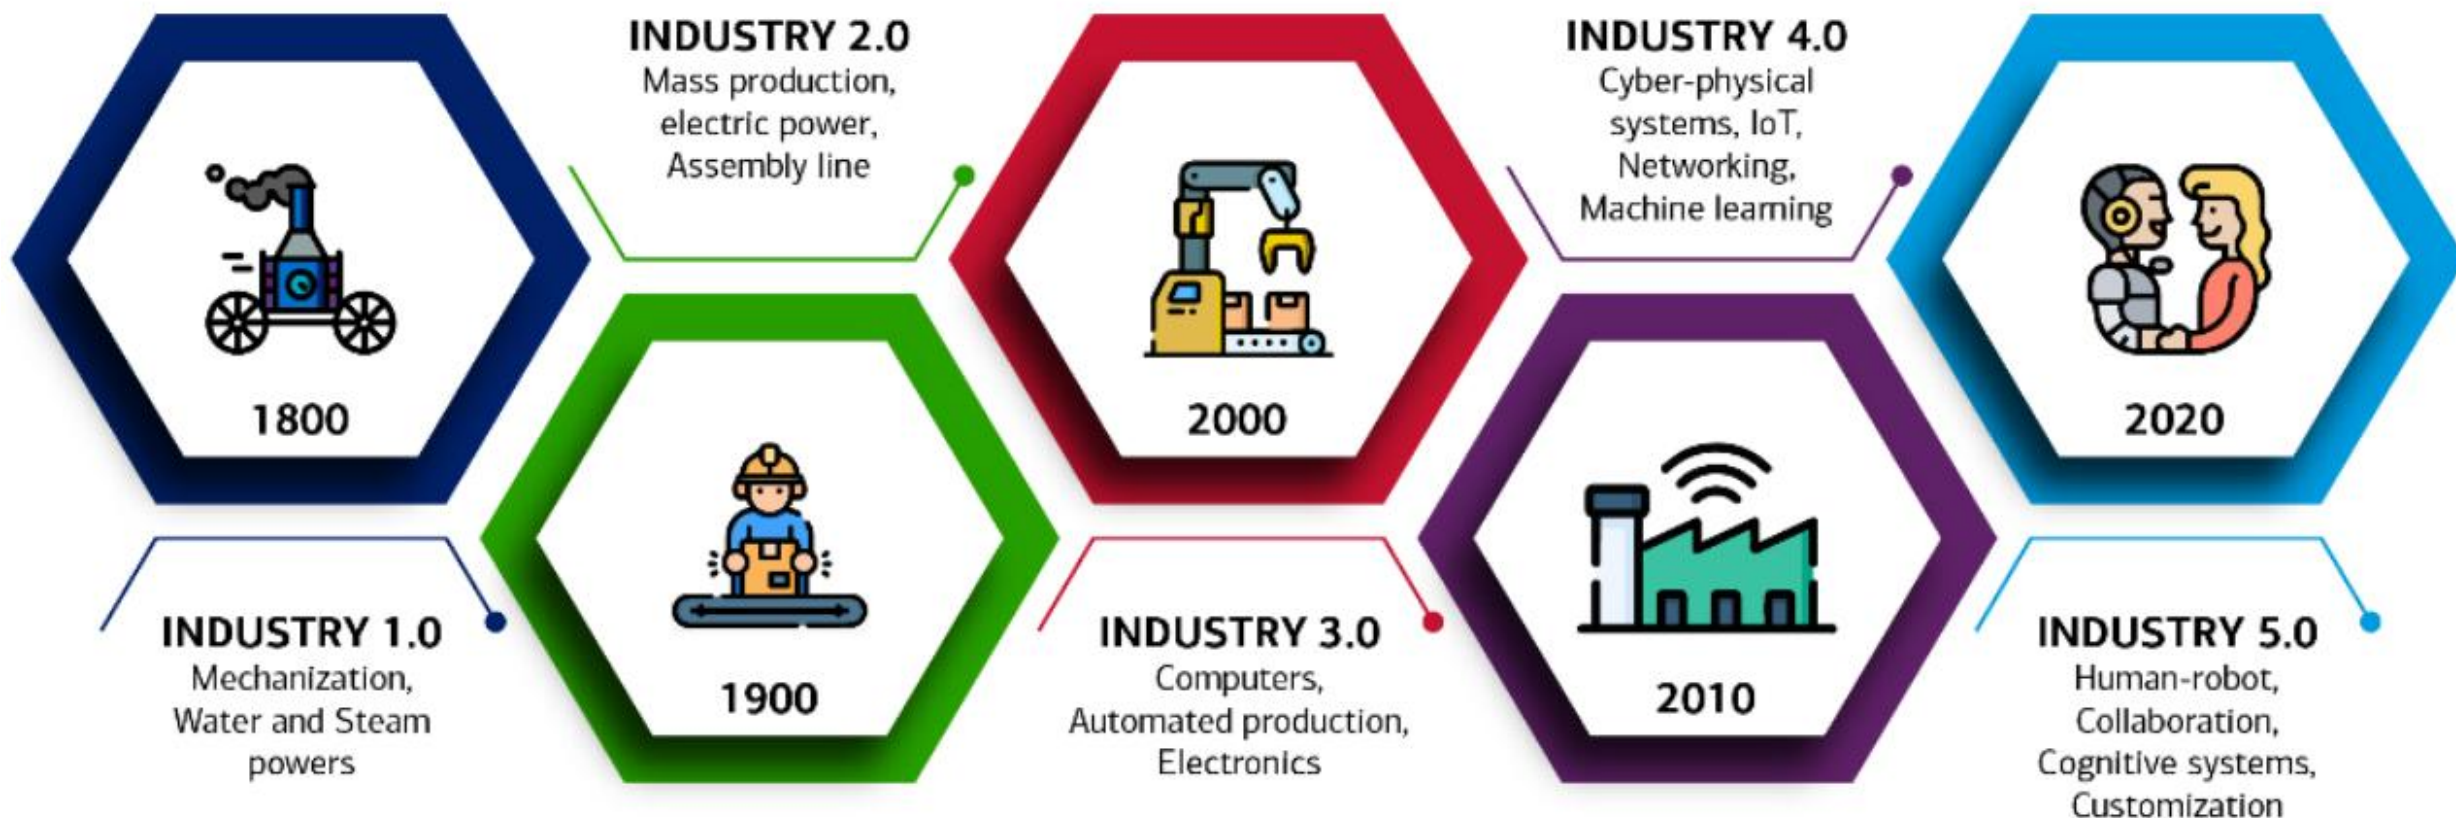 1800
INDUSTRY 1.0
Mechanization,
Water and Steam
powers
INDUSTRY 2.0
Mass production,
electric power,
Assembly line
1900
2000
INDUSTRY 3.0
Computers,
Automated production,
Electronics
INDUSTRY 4.0
Cyber-physical
systems, IoT,
Networking,
Machine learning
2010
2020
INDUSTRY 5.0
Human-robot,
Collaboration,
Cognitive systems,
Customization